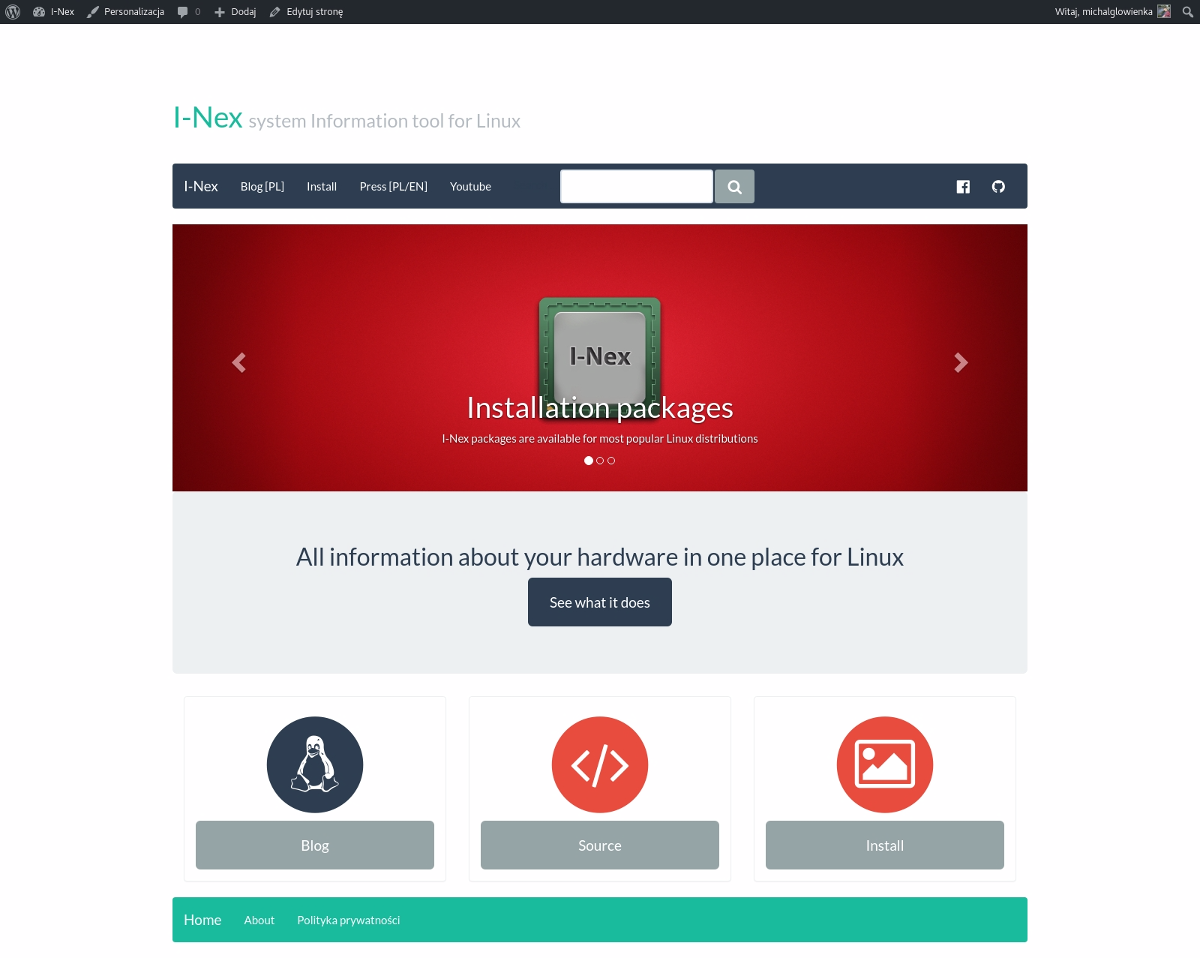 I-Nex Personalizacja 0 Dodaj Edytuj stronę Witaj, michalglowienka
I-Nex system Information tool for Linux
I-Nex Blog [PL] Install Press [PL/EN] Youtube
I-Nex
Installation packages
I-Nex packages are available for most popular Linux distributions
All information about your hardware in one place for Linux
See what it does
Blog Source Install
Home About Polityka prywatności